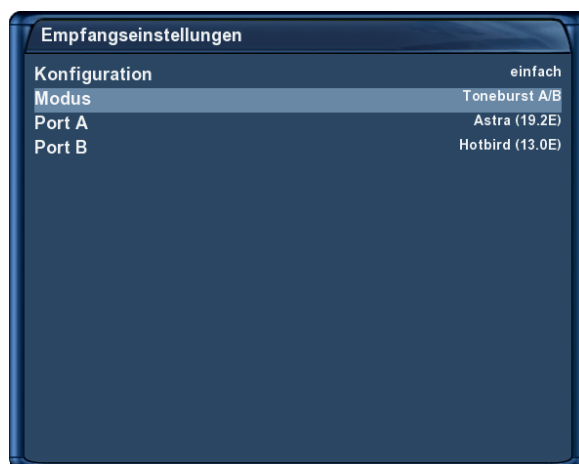 Empfangseinstellungen
Konfiguration einfach
Modus Toneburst A/B
Port A Astra (19.2E)
Port B Hotbird (13.0E)